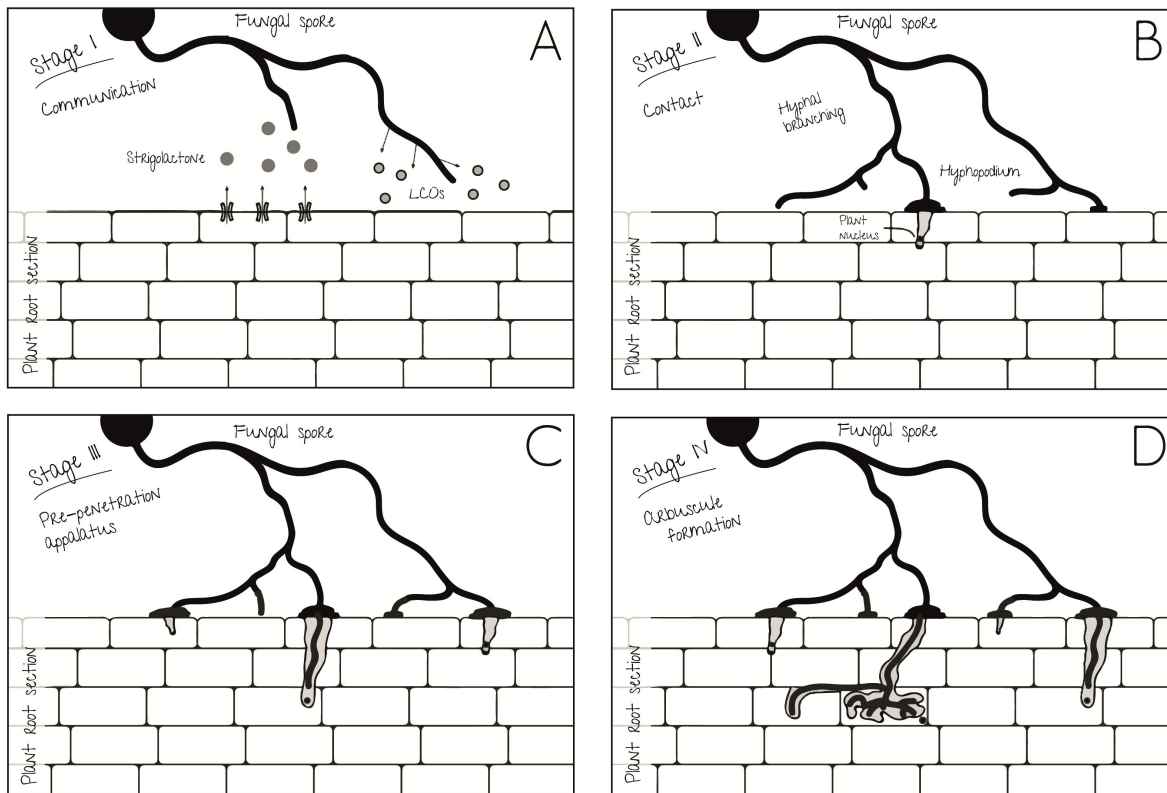 Fungal spore
A
Stage I
Communication
Strigolactone
LCOs
Plant Root section
Fungal spore
B
Stage II
Contact
Hyphal
branching
Hyphopodium
Plant
nucleus
Plant Root section
Fungal spore
C
Stage III
Pre-penetration
appalatus
Plant Root section
Fungal spore
D
Stage IV
Arbuscule
formation
Plant Root section